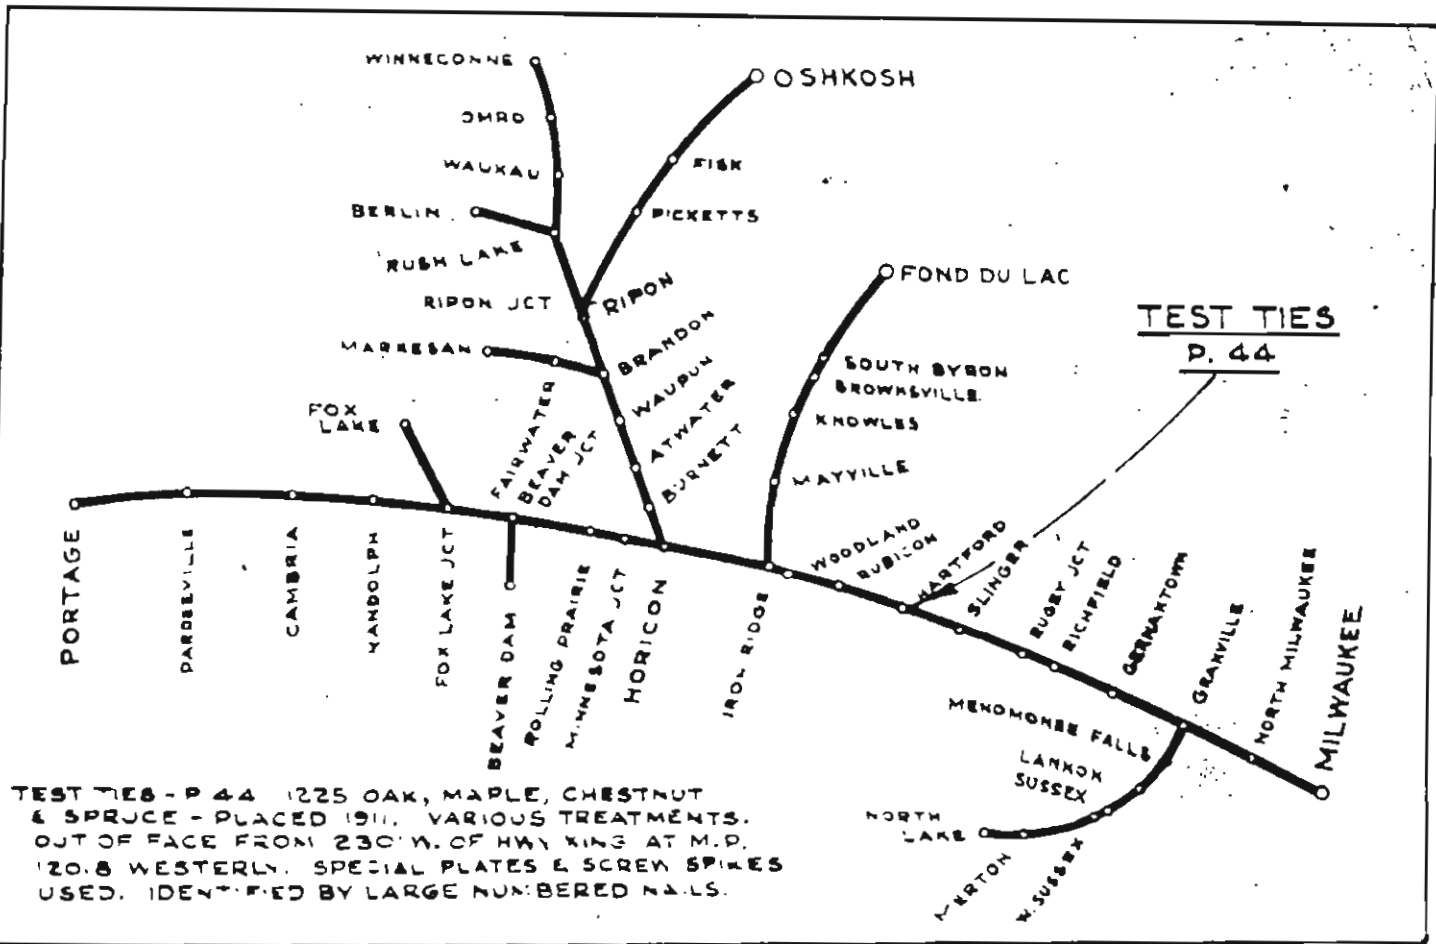 WINNECONNE
OSHKOSH
OMRO
WAUKAU
FISK
BERLIN
PICKETTS
RUSH LAKE
RIPON JCT
RIPON
FOND DU LAC
TEST TIES
P. 44
MARKESAN
BRANDON
SOUTH BYRON
BROWNSVILLE
KNOWLES
FOX
LAKE
FAIRWATER
BEAVER
DAM JCT
WAUPUN
ATWATER
BURNETT
MAYVILLE
WOODLAND
RUBICON
HARTFORD
SLINGER
RUGBY JCT
RICHFIELD
GERMANTOWN
GRANVILLE
NORTH MILWAUKEE
MILWAUKEE
PORTAGE
PARDEEVILLE
CAMBRIA
RANDOLPH
FOX LAKE JCT
BEAVER DAM
ROLLING PRAIRIE
MINNESOTA JCT
HORICON
IRON RIDGE
MENOMONEE FALLS
LANNON
SUSSEX
NORTH
LAKE
MERTON
W. SUSSEX
TEST TIES - P 44 1225 OAK, MAPLE, CHESTNUT
& SPRUCE - PLACED 1911. VARIOUS TREATMENTS.
OUT OF FACE FROM 230' W. OF HWY XING AT M.P.
120.8 WESTERLY. SPECIAL PLATES & SCREW SPIKES
USED. IDENTIFIED BY LARGE NUMBERED NAILS.